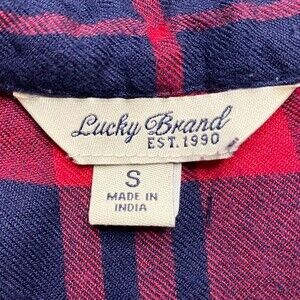 Lucky Brand
EST. 1990
S
MADE IN
INDIA